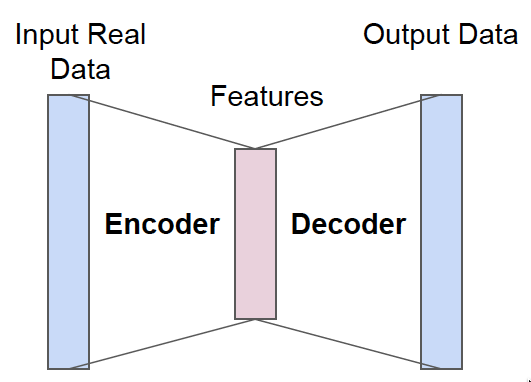 Input Real
Data
Output Data
Features
Encoder
Decoder